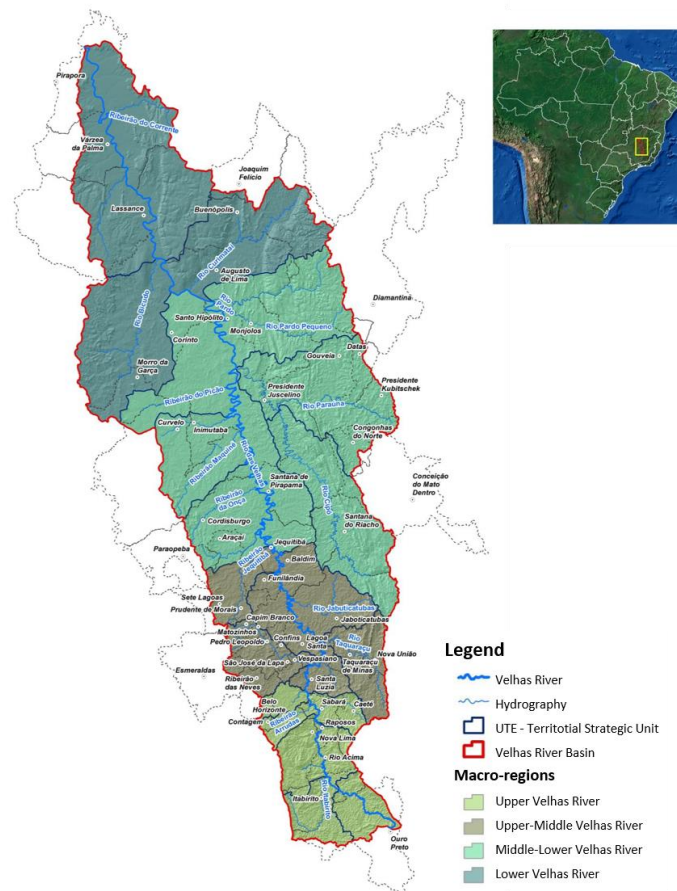 Pirapora
Ribeirão do Corrente
Várzea
da Palma
Joaquim
Felício
Lassance
Buenópolis
Rio Curimataí
Augusto
de Lima
Rio Bicudo
Rio
Pardo
Diamantina
Santo Hipólito
Monjolos
Rio Pardo Pequeno
Corinto
Datas
Gouveia
Morro da
Garça
Presidente
Kubitschek
Presidente
Juscelino
Ribeirão do Picão
Rio Paraúna
Curvelo
Inimutaba
Congonhas
do Norte
Ribeirão Maquiné
Rio das Velhas
Rio Cipó
Conceição
do Mato
Dentro
Santana de
Pirapama
Ribeirão
da Onça
Cordisburgo
Santana
do Riacho
Araçaí
Jequitibá
Ribeirão
Jequitibá
Paraopeba
Baldim
Funilândia
Sete Lagoas
Prudente de Morais
Rio Jabuticatubas
Jaboticatubas
Capim Branco
Matozinhos
Confins
Lagoa
Santa
Rio
Taquaraçu
Pedro Leopoldo
Nova União
São José da Lapa
Vespasiano
Taquaraçu
de Minas
Esmeraldas
Ribeirão
das Neves
Santa
Luzia
Belo
Horizonte
Sabará
Caeté
Contagem
Ribeirão
Arrudas
Raposos
Nova Lima
Rio Acima
Rio Itabirito
Itabirito
Ouro
Preto
Legend
Velhas River
Hydrography
UTE - Territotial Strategic Unit
Velhas River Basin
Macro-regions
Upper Velhas River
Upper-Middle Velhas River
Middle-Lower Velhas River
Lower Velhas River